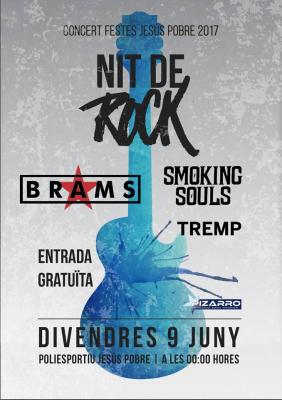 CONCERT FESTES JESÚS POBRE 2017
NIT DE
ROCK
BRAMS
SMOKING
SOULS
TREMP
ENTRADA
GRATUÏTA
PIZARRO
DIVENDRES 9 JUNY
POLIESPORTIU JESÚS POBRE | A LES 00:00 HORES